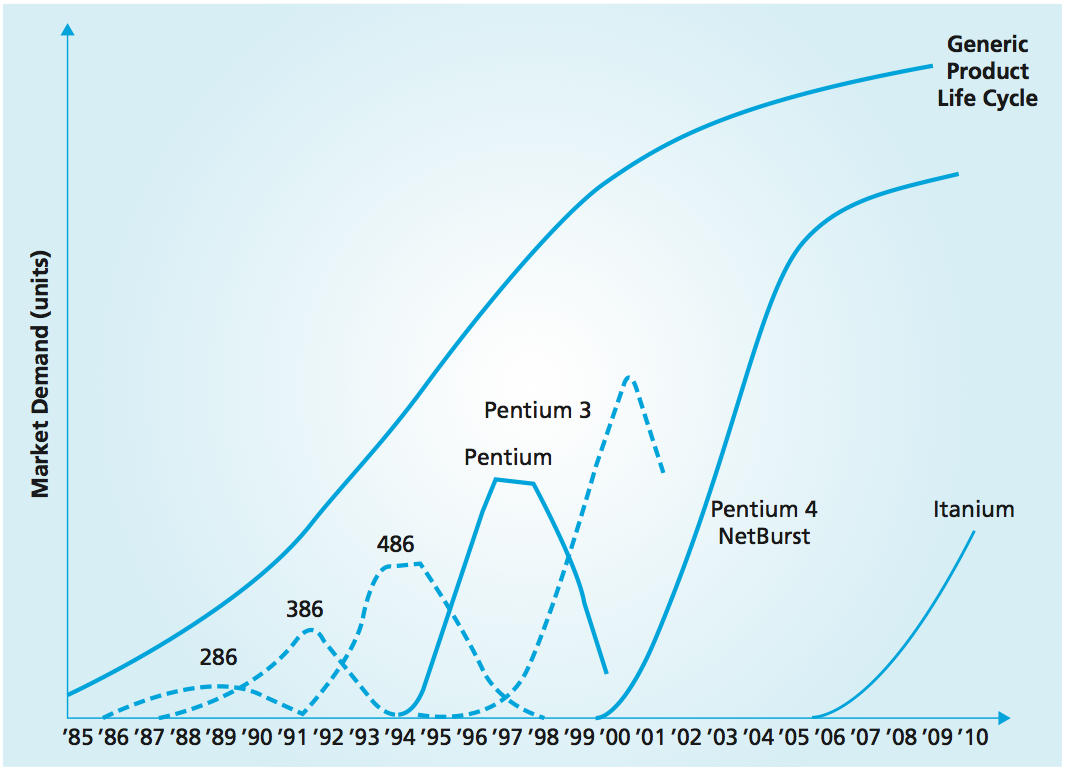 Generic
Product
Life Cycle
Market Demand (units)
Pentium 3
Pentium
Pentium 4
NetBurst
Itanium
486
386
286
'85 '86 '87 '88 '89 '90 '91 '92 '93 '94 '95 '96 '97 '98 '99 '00 '01 '02 '03 '04 '05 '06 '07 '08 '09 '10